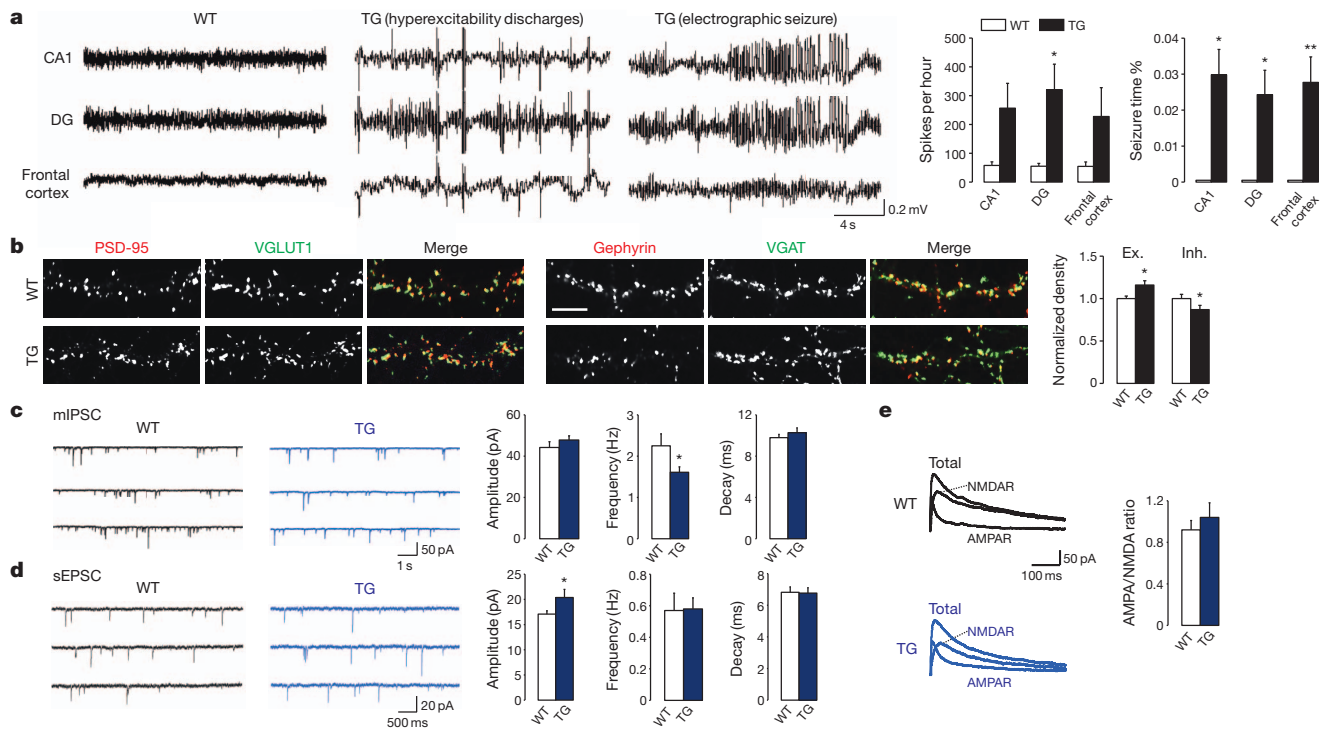 a
WT
TG (hyperexcitability discharges)
TG (electrographic seizure)
CA1
DG
Frontal
cortex
0.2 mV
4 s
WT
TG
Spikes per hour
500
400
300
200
100
0
*
CA1
DG
Frontal
cortex
Seizure time %
0.04
0.03
0.02
0.01
0
*
*
**
CA1
DG
Frontal
cortex
b
PSD-95
VGLUT1
Merge
Gephyrin
VGAT
Merge
WT
TG
Normalized density
1.5
1.0
0.5
0
Ex.
Inh.
*
*
WT
TG
WT
TG
c
mIPSC
WT
TG
50 pA
1 s
Amplitude (pA)
60
40
20
0
WT
TG
Frequency (Hz)
3
2
1
0
*
WT
TG
Decay (ms)
12
9
6
3
0
WT
TG
d
sEPSC
WT
TG
20 pA
500 ms
Amplitude (pA)
25
20
15
10
5
0
*
WT
TG
Frequency (Hz)
0.8
0.6
0.4
0.2
0
WT
TG
Decay (ms)
8
6
4
2
0
WT
TG
e
Total
NMDAR
WT
AMPAR
50 pA
100 ms
Total
NMDAR
TG
AMPAR
AMPA/NMDA ratio
1.2
0.8
0.4
0
WT
TG